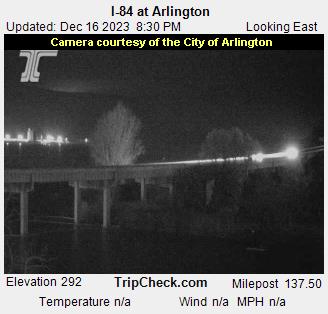 I-84 at Arlington
Updated: Dec 16 2023 8:30 PM Looking East
Camera courtesy of the City of Arlington
Elevation 292 TripCheck.com Milepost 137.50
Temperature n/a Wind n/a MPH n/a